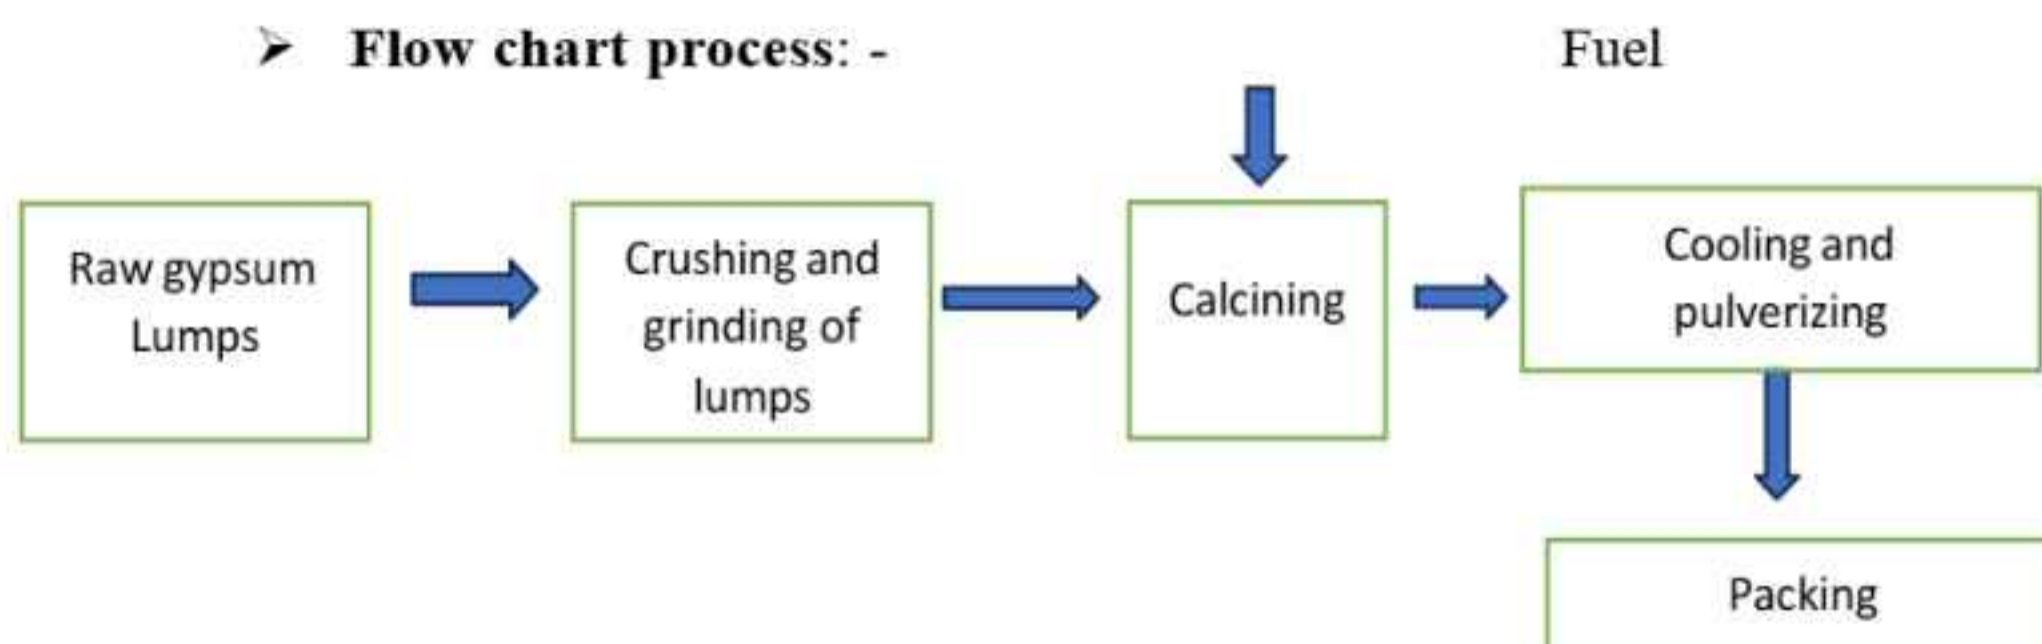 ➢ Flow chart process: -
Fuel
Raw gypsum
Lumps
Crushing and
grinding of
lumps
Calcining
Cooling and
pulverizing
Packing